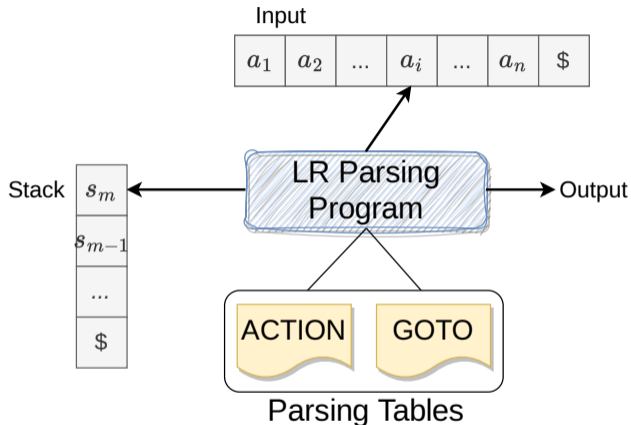 Input
a₁ a₂ ... aᵢ ... aₙ $
LR Parsing
Program
Stack
sₘ
sₘ₋₁
...
$
Output
ACTION GOTO
Parsing Tables